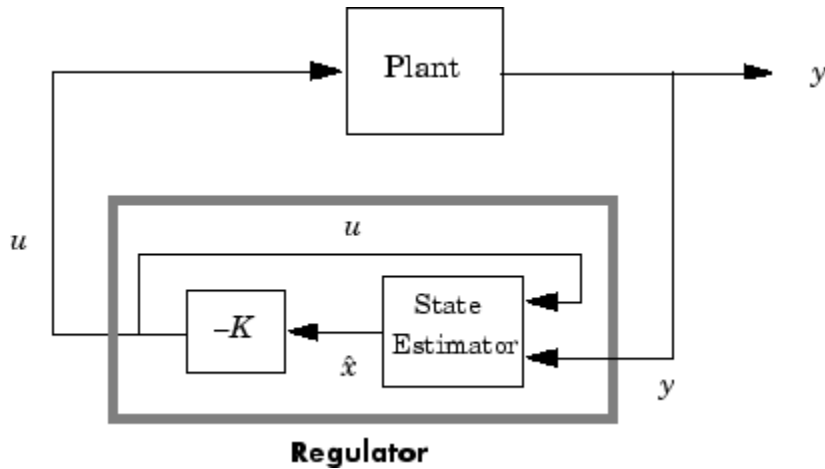 Plant
y
u
u
–K
State
Estimator
x̂
y
Regulator